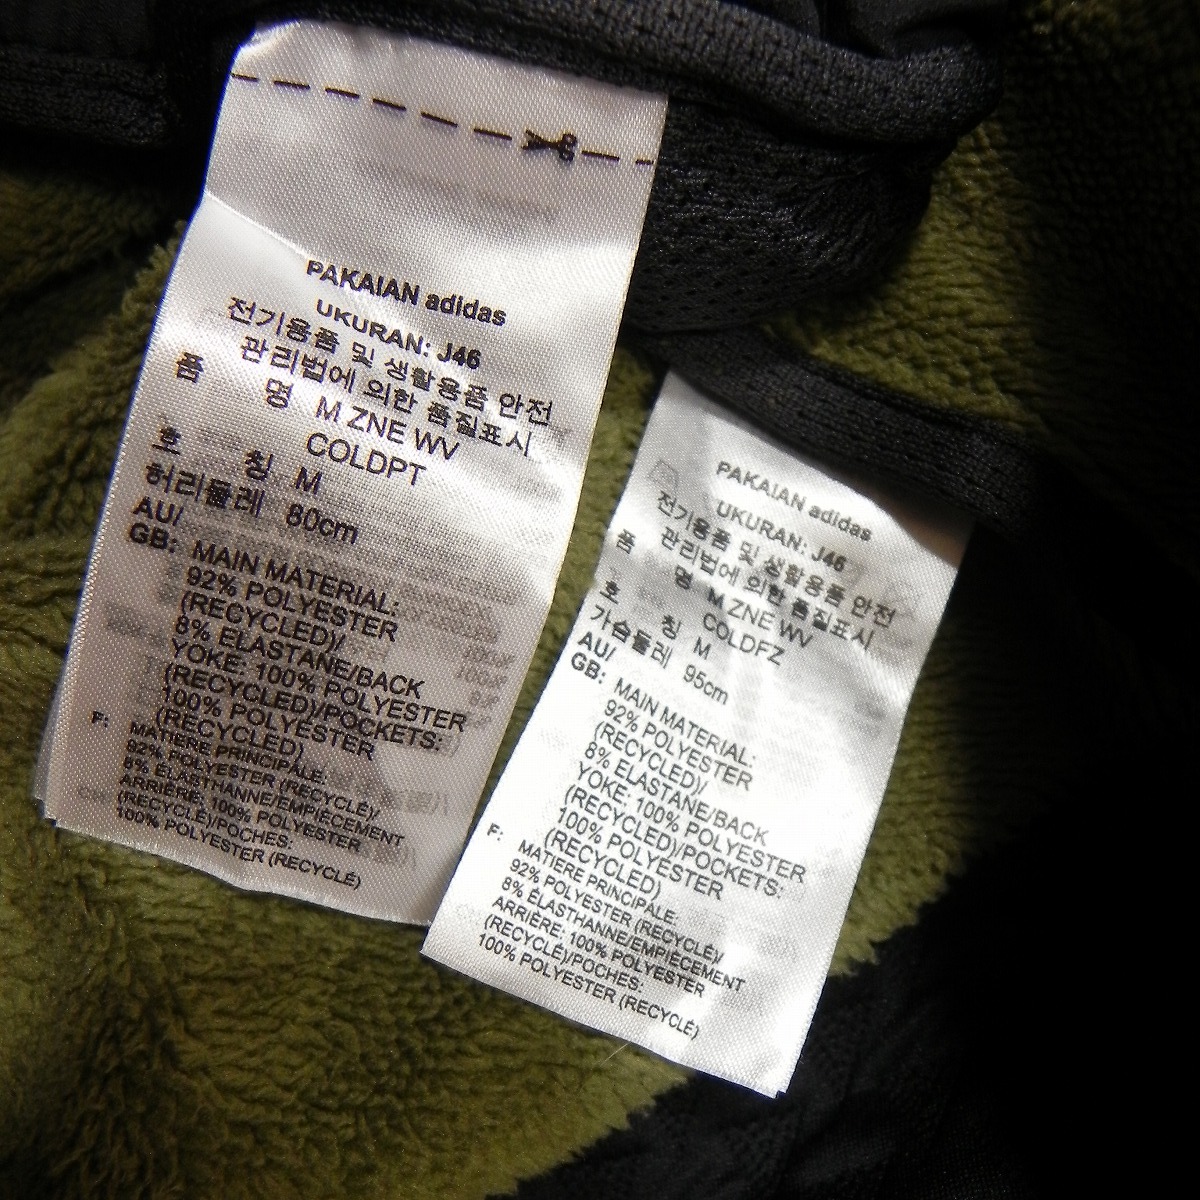 PAKAIAN adidas
UKURAN: J46
전기용품 및 생활용품 안전
관리법에 의한 품질표시
품 명 M ZNE WV
COLDPT
호 칭 M
허리둘레 80cm
AU/
GB: MAIN MATERIAL:
92% POLYESTER
(RECYCLED)/
8% ELASTANE/BACK
YOKE: 100% POLYESTER
(RECYCLED)/POCKETS:
100% POLYESTER
(RECYCLED)
F: MATIÈRE PRINCIPALE:
92% POLYESTER (RECYCLÉ)/
8% ÉLASTHANNE/EMPIÈCEMENT
ARRIÈRE: 100% POLYESTER
(RECYCLÉ)/POCHES:
100% POLYESTER (RECYCLÉ)
PAKAIAN adidas
UKURAN: J46
전기용품 및 생활용품 안전
관리법에 의한 품질표시
품 명 M ZNE WV
COLDFZ
호 칭 M
가슴둘레 95cm
AU/
GB: MAIN MATERIAL:
92% POLYESTER
(RECYCLED)/
8% ELASTANE/BACK
YOKE: 100% POLYESTER
(RECYCLED)/POCKETS:
100% POLYESTER
(RECYCLED)
F: MATIÈRE PRINCIPALE:
92% POLYESTER (RECYCLÉ)/
8% ÉLASTHANNE/EMPIÈCEMENT
ARRIÈRE: 100% POLYESTER
(RECYCLÉ)/POCHES:
100% POLYESTER (RECYCLÉ)